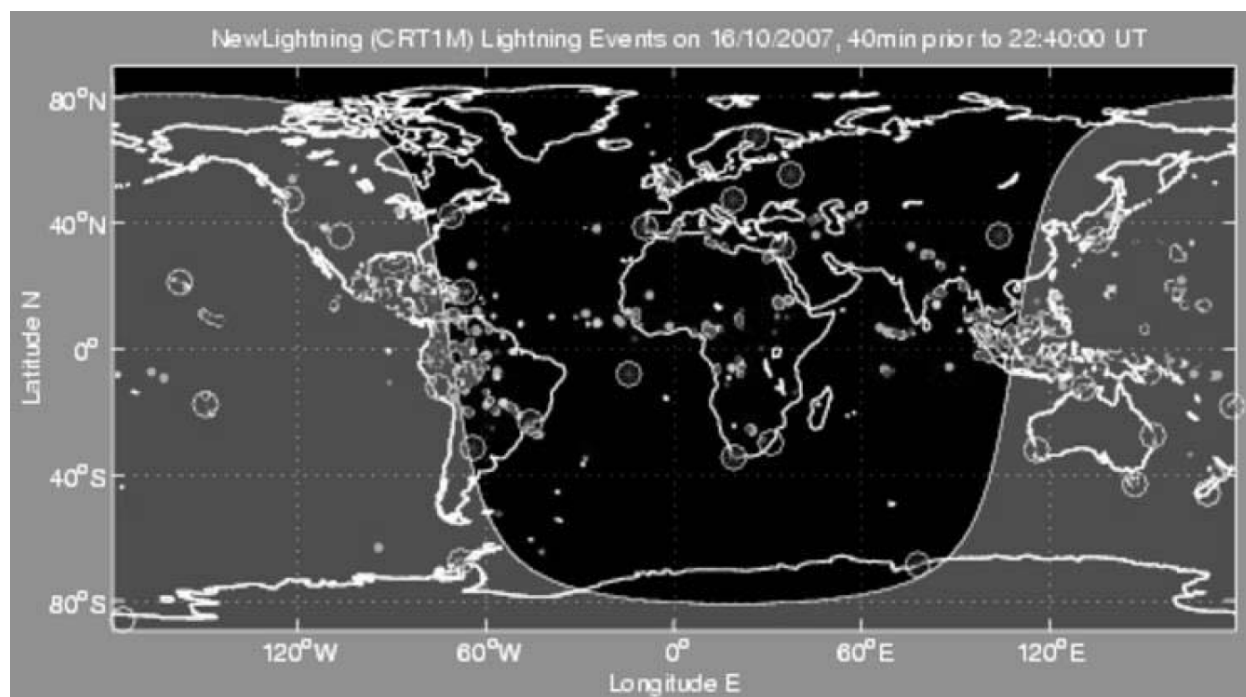 NewLightning (CRT1M) Lightning Events on 16/10/2007, 40min prior to 22:40:00 UT
80°N
40°N
0°
40°S
80°S
Latitude N
120°W 60°W 0° 60°E 120°E
Longitude E